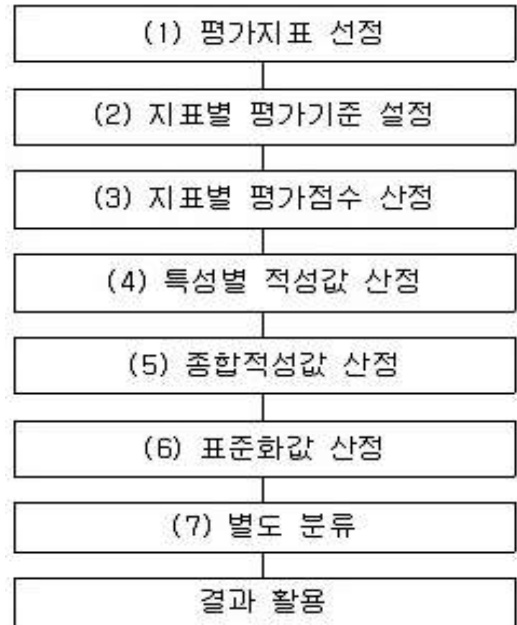 (1) 평가지표 선정
(2) 지표별 평가기준 설정
(3) 지표별 평가점수 산정
(4) 특성별 적성값 산정
(5) 종합적성값 산정
(6) 표준화값 산정
(7) 별도 분류
결과 활용